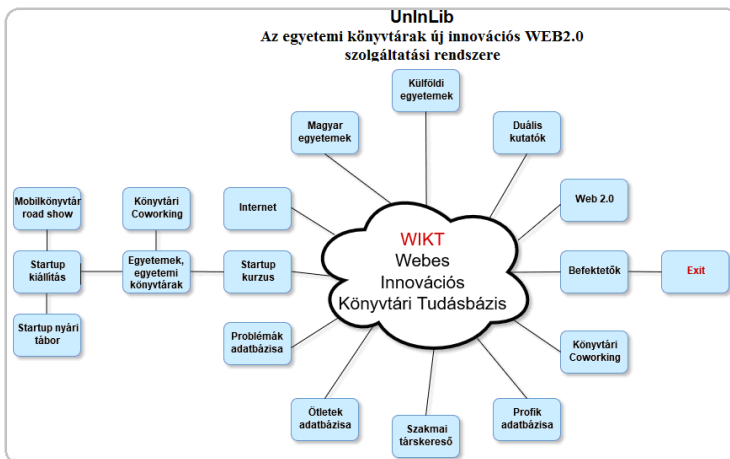 UnInLib
Az egyetemi könyvtárak új innovációs WEB2.0
szolgáltatási rendszere
Külföldi
egyetemek
Magyar
egyetemek
Duális
kutatók
Mobilkönyvtár
road show
Könyvtári
Coworking
Internet
Web 2.0
WIKT
Webes
Innovációs
Könyvtári Tudásbázis
Startup
kiállítás
Egyetemek,
egyetemi
könyvtárak
Startup
kurzus
Befektetők
Exit
Startup nyári
tábor
Problémák
adatbázisa
Könyvtári
Coworking
Ötletek
adatbázisa
Szakmai
társkereső
Profik
adatbázisa